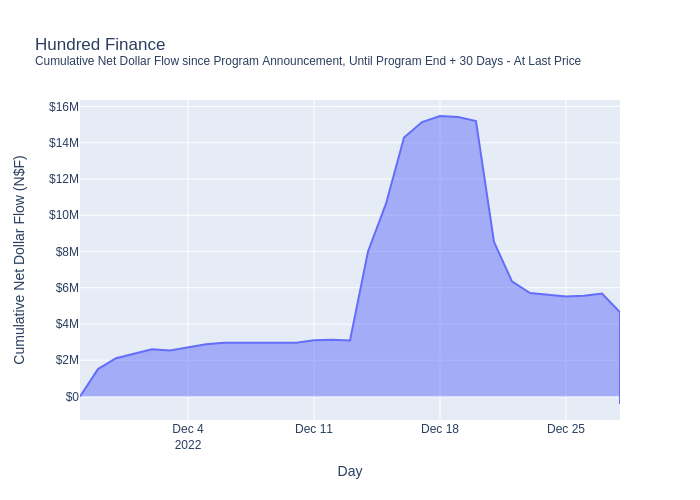 Hundred Finance
Cumulative Net Dollar Flow since Program Announcement, Until Program End + 30 Days - At Last Price
Cumulative Net Dollar Flow (N$F)
$16M
$14M
$12M
$10M
$8M
$6M
$4M
$2M
$0
Dec 4
2022
Dec 11
Dec 18
Dec 25
Day